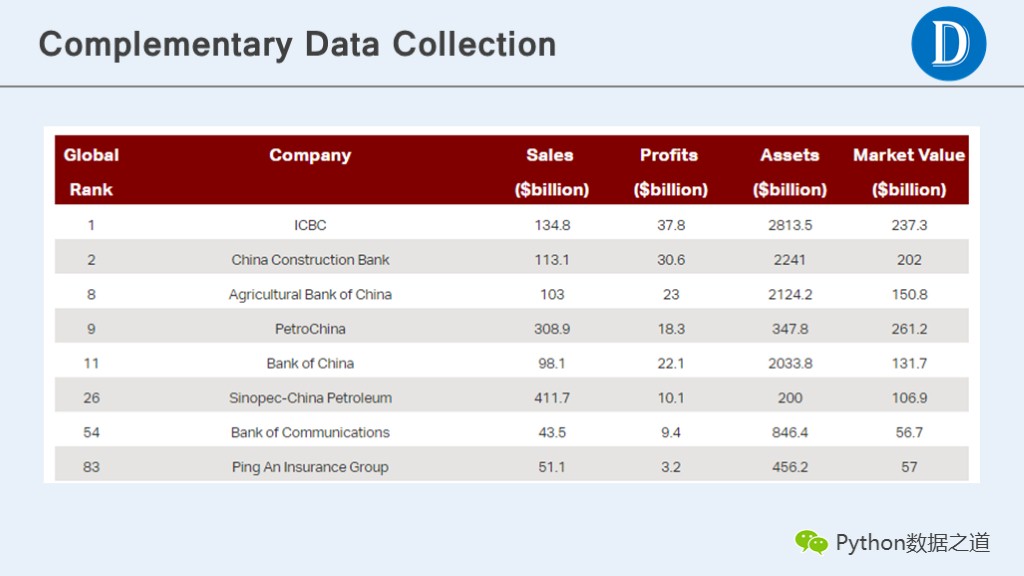 Complementary Data Collection
D
Global Rank Company Sales ($billion) Profits ($billion) Assets ($billion) Market Value ($billion)
1 ICBC 134.8 37.8 2813.5 237.3
2 China Construction Bank 113.1 30.6 2241 202
8 Agricultural Bank of China 103 23 2124.2 150.8
9 PetroChina 308.9 18.3 347.8 261.2
11 Bank of China 98.1 22.1 2033.8 131.7
26 Sinopec-China Petroleum 411.7 10.1 200 106.9
54 Bank of Communications 43.5 9.4 846.4 56.7
83 Ping An Insurance Group 51.1 3.2 456.2 57
Python数据之道